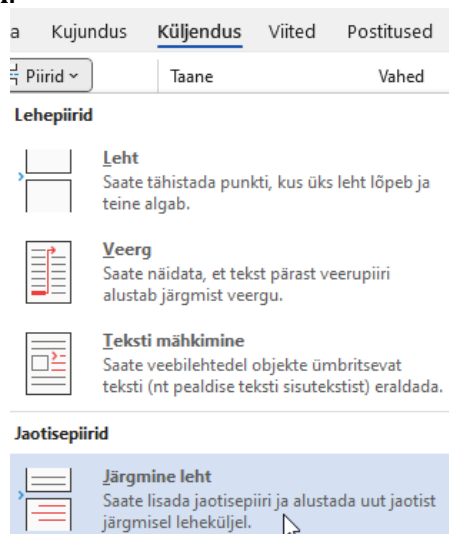 a Kujundus Küljendus Viited Postitused
Piirid Taane Vahed
Lehepiirid
Leht
Saate tähistada punkti, kus üks leht lõpeb ja
teine algab.
Veerg
Saate näidata, et tekst pärast veerupiiri
alustab järgmist veergu.
Teksti mähkimine
Saate veebilehtedel objekte ümbritsevat
teksti (nt pealdise teksti sisutekstist) eraldada.
Jaotisepiirid
Järgmine leht
Saate lisada jaotisepiiri ja alustada uut jaotist
järgmisel leheküljel.